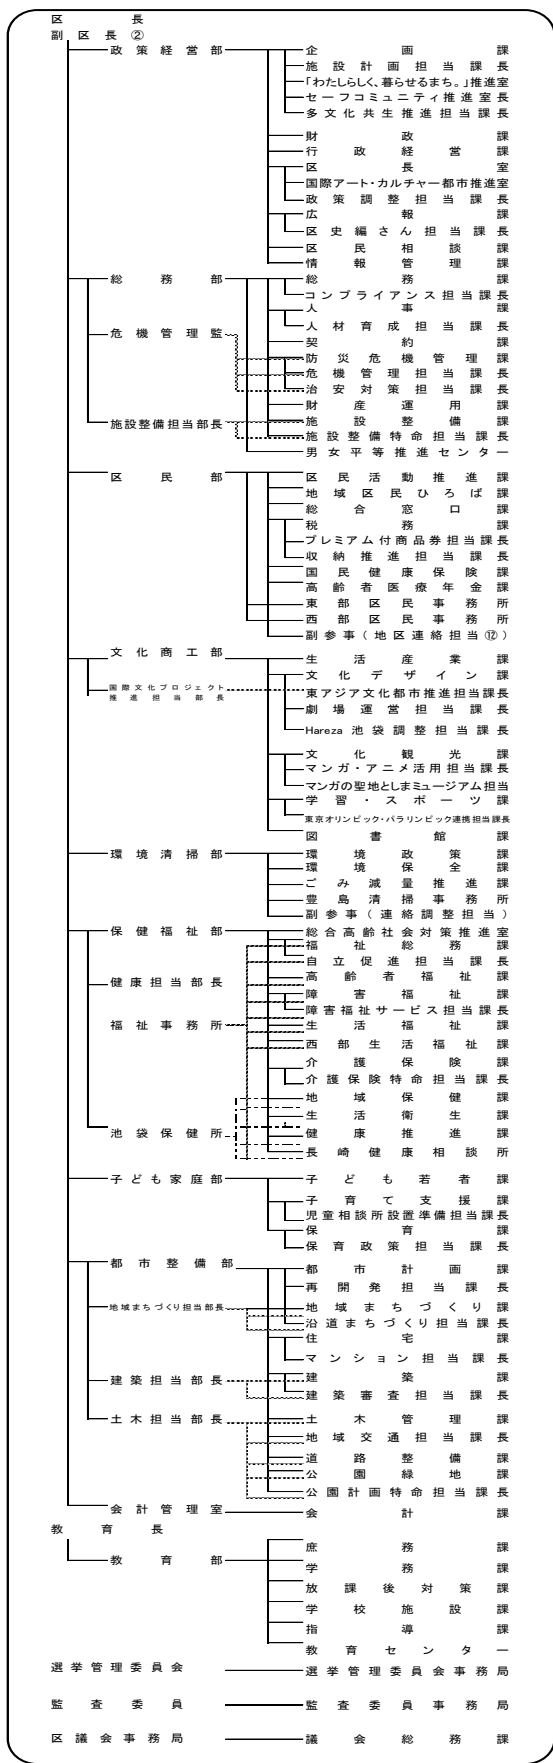 区長
副区長②
政策経営部 企画課
施設計画担当課長
「わたしらしく、暮らせるまち。」推進室
セーフコミュニティ推進室長
多文化共生推進担当課長
財政課
行政経営課
区長室
国際アート・カルチャー都市推進室
政策調整担当課長
広報課
区史編さん担当課長
区民相談課
情報管理課
総務部 総務課
コンプライアンス担当課長
人事課
人材育成担当課長
危機管理監
契約課
防災危機管理課
危機管理担当課長
治安対策担当課長
財産運用課
施設整備担当部長 施設整備課
施設整備特命担当課長
男女平等推進センター
区民部 区民活動推進課
地域区民ひろば課
総合窓口課
税務課
プレミアム付商品券担当課長
収納推進担当課長
国民健康保険課
高齢者医療年金課
東部区民事務所
西部区民事務所
副参事(地区連絡担当⑫)
文化商工部 生活産業課
文化デザイン課
国際文化プロジェクト
推進担当部長
東アジア文化都市推進担当課長
劇場運営担当課長
Hareza池袋調整担当課長
文化観光課
マンガ・アニメ活用担当課長
マンガの聖地としまミュージアム担当
学習・スポーツ課
東京オリンピック・パラリンピック連携担当課長
図書館課
環境清掃部 環境政策課
環境保全課
ごみ減量推進課
豊島清掃事務所
副参事(連絡調整担当)
保健福祉部 総合高齢社会対策推進室
福祉総務課
自立促進担当課長
健康担当部長 高齢者福祉課
障害福祉課
障害福祉サービス担当課長
福祉事務所 生活福祉課
西部生活福祉課
介護保険課
介護保険特命担当課長
地域保健課
生活衛生課
池袋保健所 健康推進課
長崎健康相談所
子ども家庭部 子ども若者課
子育て支援課
児童相談所設置準備担当課長
保育課
保育政策担当課長
都市整備部 都市計画課
再開発担当課長
地域まちづくり担当部長 地域まちづくり課
沿道まちづくり担当課長
住宅課
マンション担当課長
建築担当部長 建築課
建築審査担当課長
土木担当部長 土木管理課
地域交通担当課長
道路整備課
公園緑地課
公園計画特命担当課長
会計管理室 会計課
教育長
教育部 庶務課
学務課
放課後対策課
学校施設課
指導課
教育センター
選挙管理委員会 選挙管理委員会事務局
監査委員 監査委員事務局
区議会事務局 議会総務課